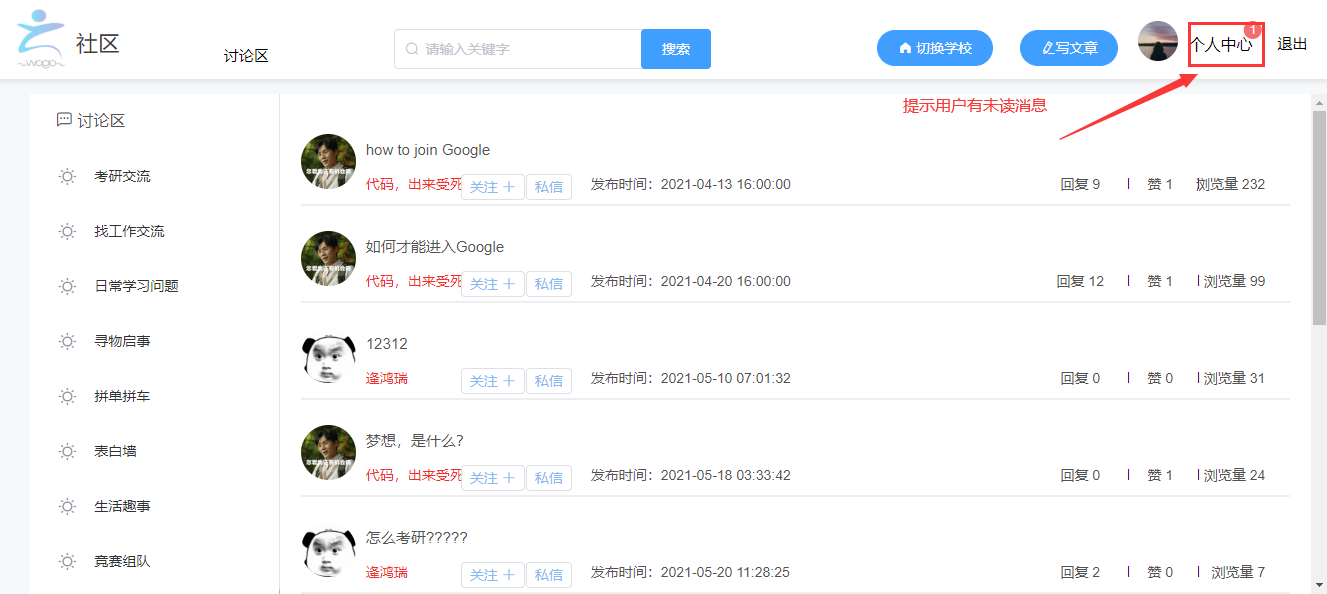 ~wogo~
社区
讨论区
请输入关键字
搜索
切换学校
写文章
个人中心
1
退出
提示用户有未读消息
讨论区
考研交流
找工作交流
日常学习问题
寻物启事
拼单拼车
表白墙
生活趣事
竞赛组队
how to join Google
代码，出来受死 关注 私信 发布时间：2021-04-13 16:00:00 回复 9 赞 1 浏览量 232
如何才能进入Google
代码，出来受死 关注 私信 发布时间：2021-04-20 16:00:00 回复 12 赞 1 浏览量 99
12312
逄鸿瑞 关注 私信 发布时间：2021-05-10 07:01:32 回复 0 赞 0 浏览量 31
梦想，是什么?
代码，出来受死 关注 私信 发布时间：2021-05-18 03:33:42 回复 0 赞 1 浏览量 24
怎么考研?????
逄鸿瑞 关注 私信 发布时间：2021-05-20 11:28:25 回复 2 赞 0 浏览量 7